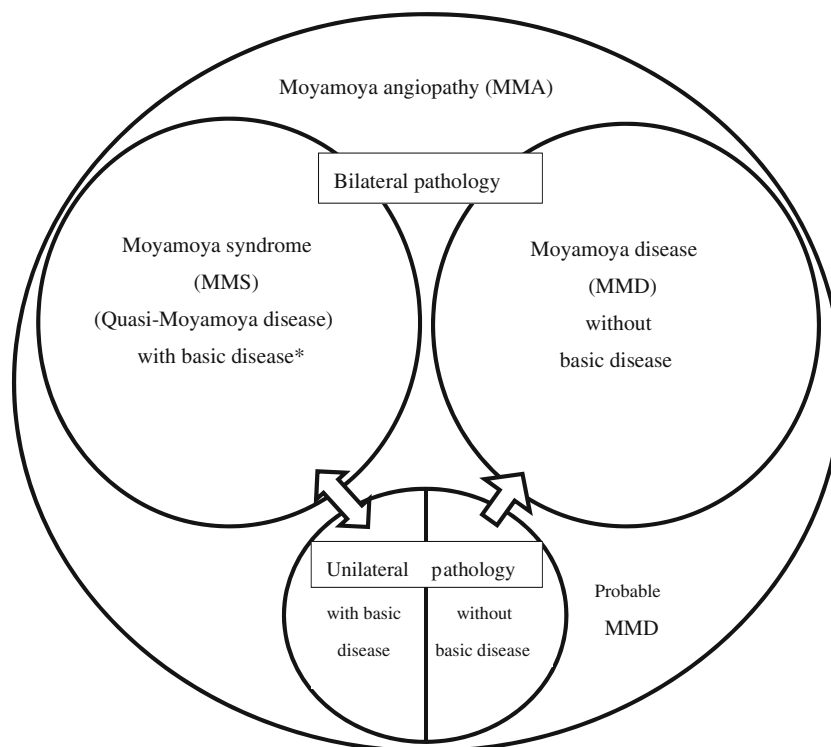 Moyamoya angiopathy (MMA)
Bilateral pathology
Moyamoya syndrome
(MMS)
(Quasi-Moyamoya disease)
with basic disease*
Moyamoya disease
(MMD)
without
basic disease
Unilateral pathology
with basic
disease
without
basic disease
Probable
MMD